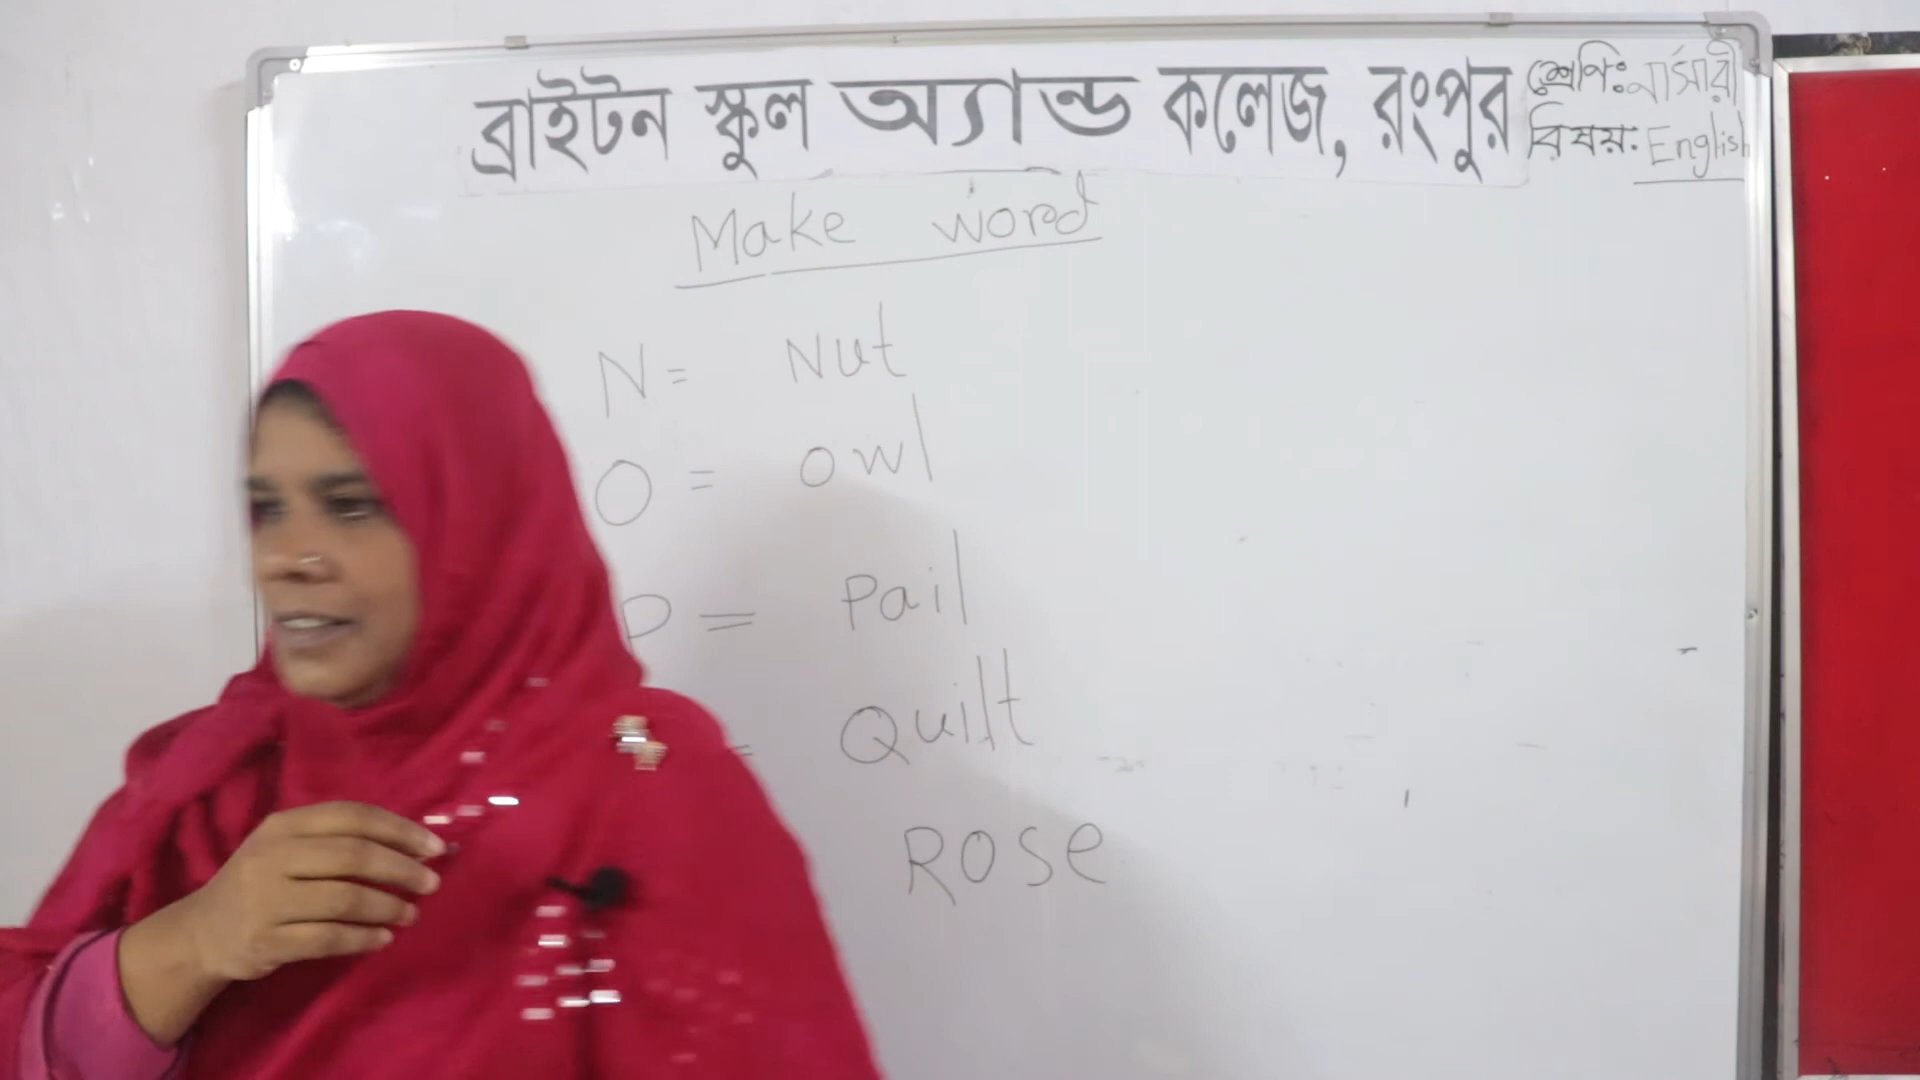 ব্রাইটন স্কুল অ্যান্ড কলেজ, রংপুর
শ্রেণি: নার্সারী
বিষয়: English
Make word
N = Nut
O = owl
P = Pail
= Quilt
Rose